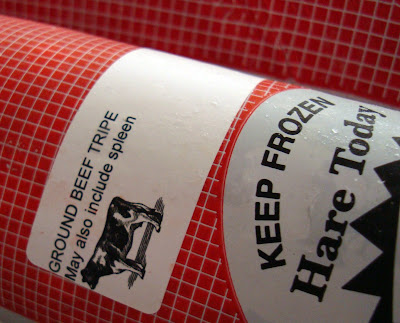 GROUND BEEF TRIPE
May also include spleen
KEEP FROZEN
Hare Today